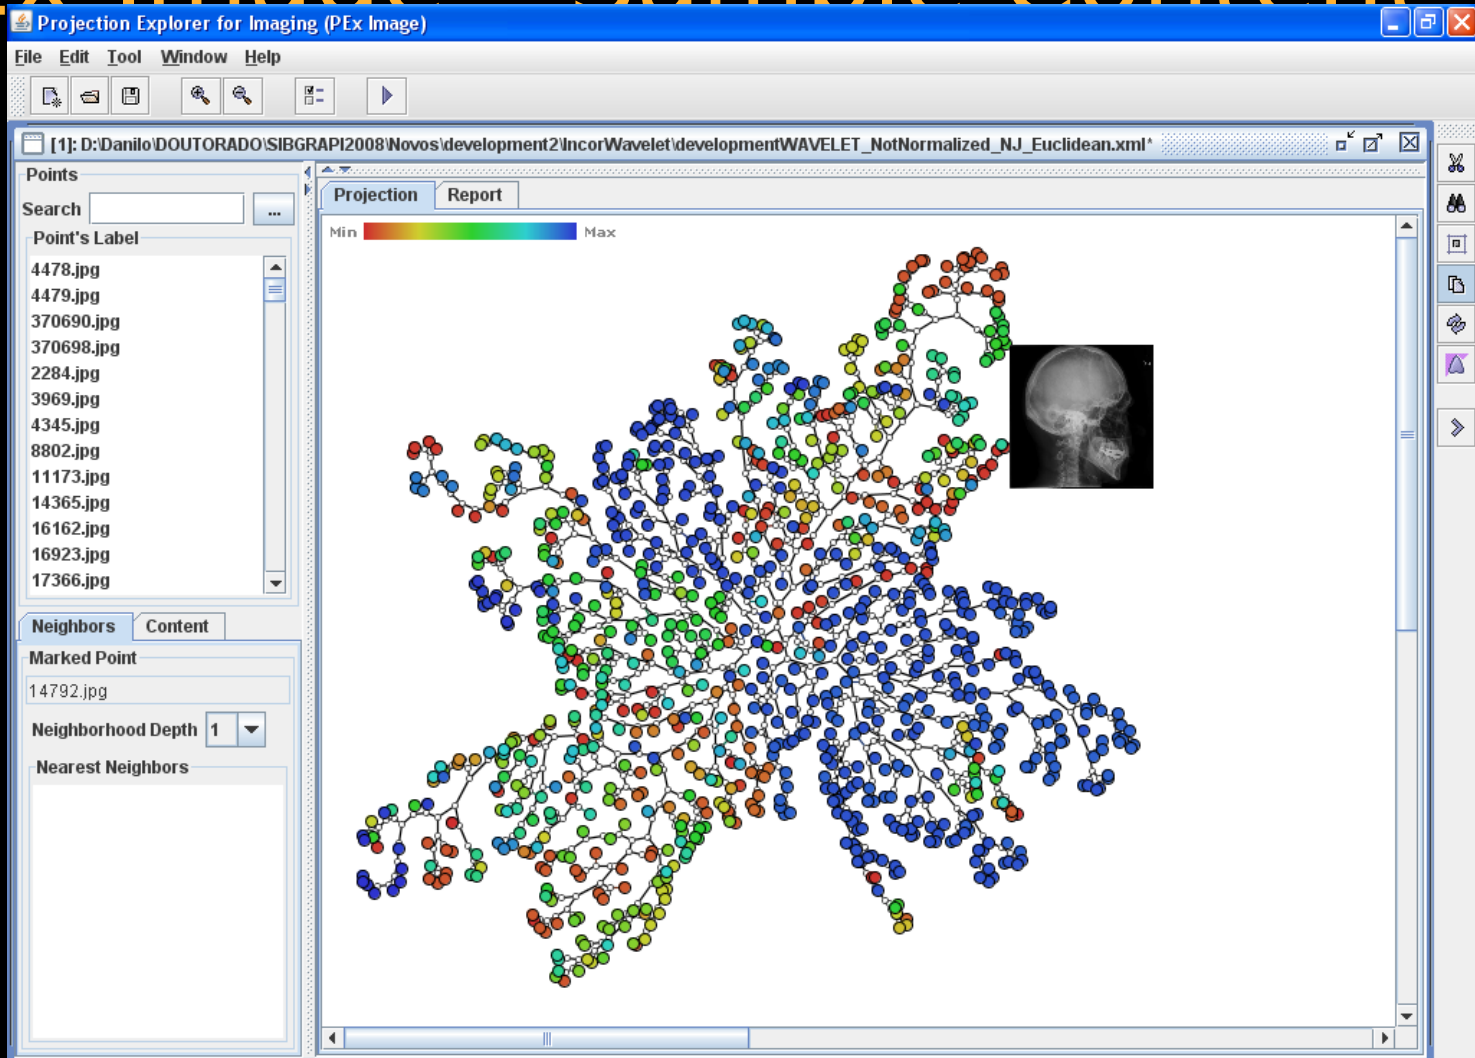 Projection Explorer for Imaging (PEx Image)
File Edit Tool Window Help
[1]: D:\Danilo\DOUTORADO\SIBGRAPI2008\Novos\development2\IncorWavelet\developmentWAVELET_NotNormalized_NJ_Euclidean.xml*
Points
Search
...
Point's Label
4478.jpg
4479.jpg
370690.jpg
370698.jpg
2284.jpg
3969.jpg
4345.jpg
8802.jpg
11173.jpg
14365.jpg
16162.jpg
16923.jpg
17366.jpg
Neighbors Content
Marked Point
14792.jpg
Neighborhood Depth 1
Nearest Neighbors
Projection Report
Min Max